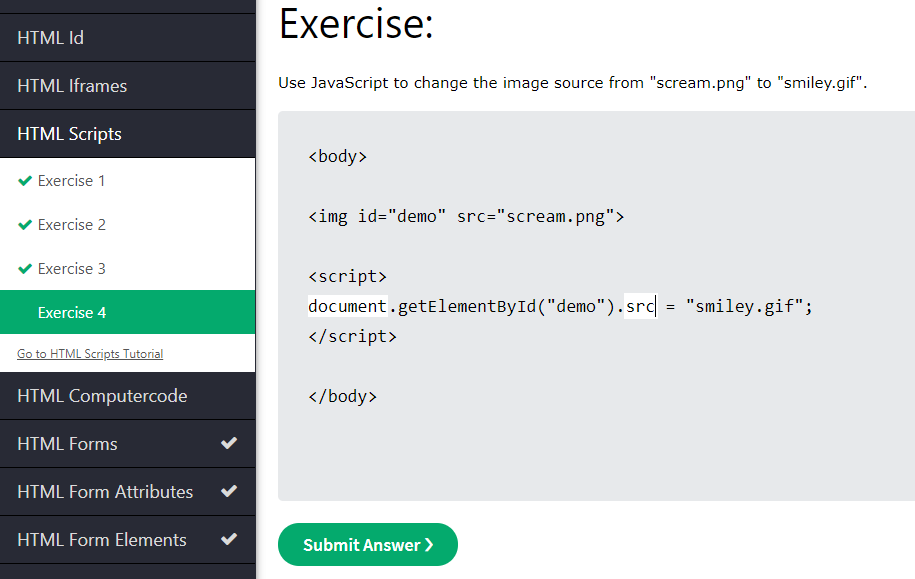 HTML Id
HTML Iframes
HTML Scripts
Exercise 1
Exercise 2
Exercise 3
Exercise 4
Go to HTML Scripts Tutorial
HTML Computercode
HTML Forms
HTML Form Attributes
HTML Form Elements
Exercise:
Use JavaScript to change the image source from "scream.png" to "smiley.gif".
<body>
<img id="demo" src="scream.png">
<script>
document.getElementById("demo").src = "smiley.gif";
</script>
</body>
Submit Answer ❯